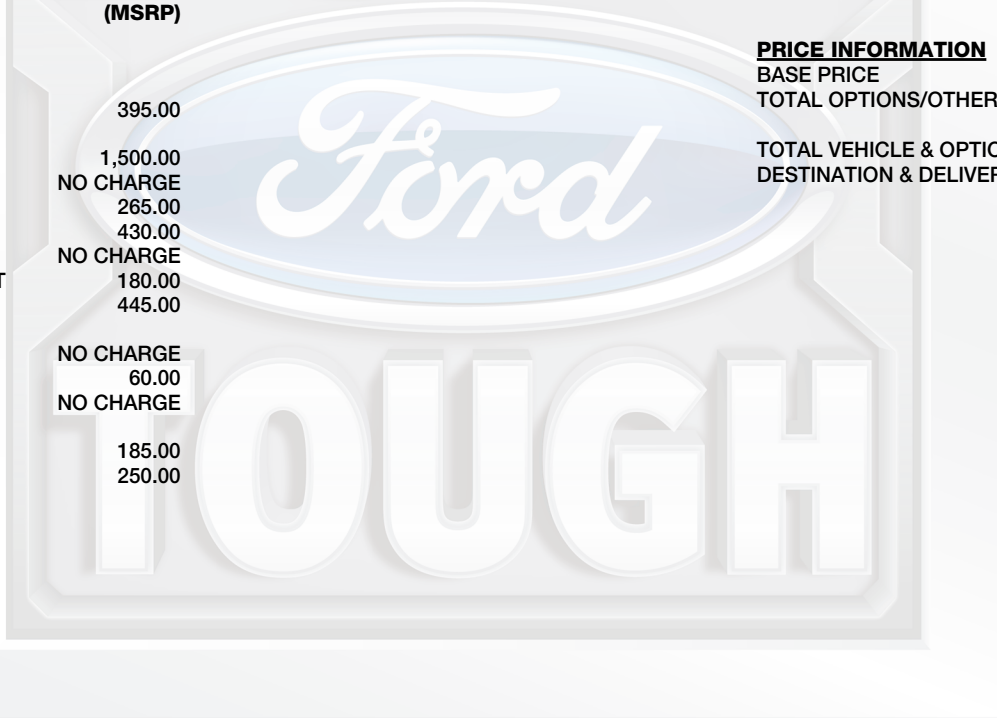 (MSRP)
395.00
1,500.00
NO CHARGE
265.00
430.00
NO CHARGE
T 180.00
445.00
NO CHARGE
60.00
NO CHARGE
185.00
250.00
PRICE INFORMATION
BASE PRICE
TOTAL OPTIONS/OTHER
TOTAL VEHICLE & OPTIO
DESTINATION & DELIVER
Ford
TOUGH